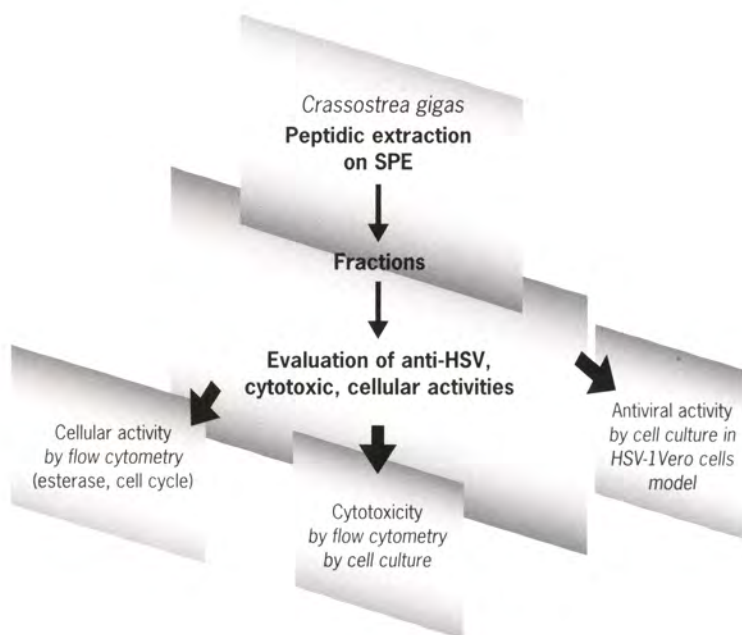 Crassostrea gigas
Peptidic extraction
on SPE
Fractions
Evaluation of anti-HSV,
cytotoxic, cellular activities
Cellular activity
by flow cytometry
(esterase, cell cycle)
Cytotoxicity
by flow cytometry
by cell culture
Antiviral activity
by cell culture in
HSV-1Vero cells
model